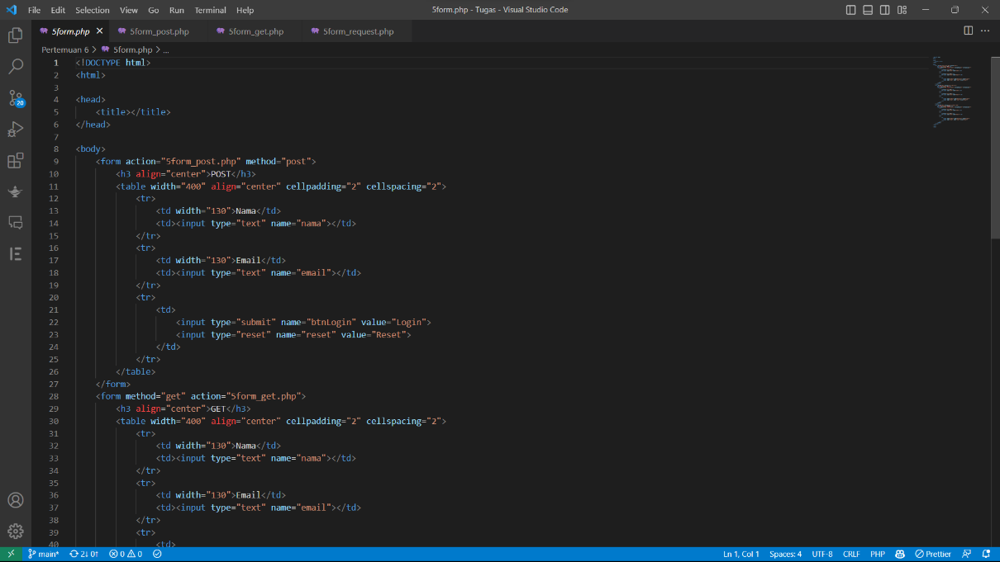 File Edit Selection View Go Run Terminal Help 5form.php - Tugas - Visual Studio Code
5form.php 5form_post.php 5form_get.php 5form_request.php
Pertemuan 6 > 5form.php > ...
1 <!DOCTYPE html>
2 <html>
3
4 <head>
5 <title></title>
6 </head>
7
8 <body>
9 <form action="5form_post.php" method="post">
10 <h3 align="center">POST</h3>
11 <table width="400" align="center" cellpadding="2" cellspacing="2">
12 <tr>
13 <td width="130">Nama</td>
14 <td><input type="text" name="nama"></td>
15 </tr>
16 <tr>
17 <td width="130">Email</td>
18 <td><input type="text" name="email"></td>
19 </tr>
20 <tr>
21 <td>
22 <input type="submit" name="btnLogin" value="Login">
23 <input type="reset" name="reset" value="Reset">
24 </td>
25 </tr>
26 </table>
27 </form>
28 <form method="get" action="5form_get.php">
29 <h3 align="center">GET</h3>
30 <table width="400" align="center" cellpadding="2" cellspacing="2">
31 <tr>
32 <td width="130">Nama</td>
33 <td><input type="text" name="nama"></td>
34 </tr>
35 <tr>
36 <td width="130">Email</td>
37 <td><input type="text" name="email"></td>
38 </tr>
39 <tr>
40 <td>
20
main* 2↓ 0↑ 0 0 Ln 1, Col 1 Spaces: 4 UTF-8 CRLF PHP Prettier